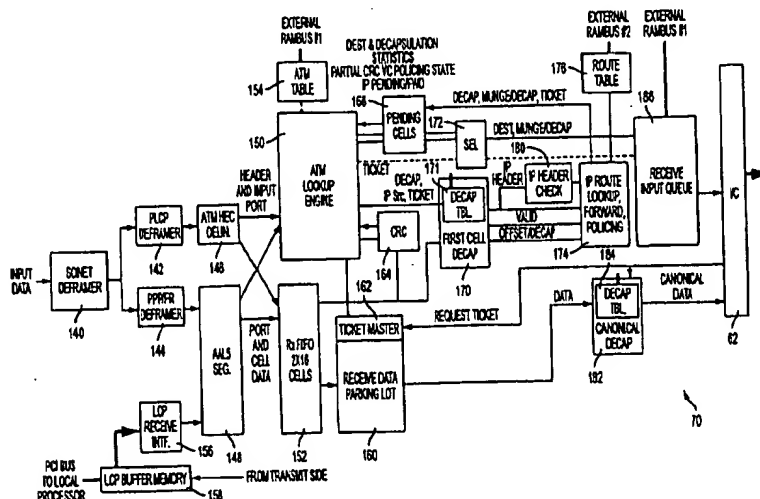 EXTERNAL
RAMBUS #1
ATM
TABLE
154
DEST & DECAPSULATION
STATISTICS
PARTIAL CRC VC POLICING STATE
IP PENDING/FWD
168
PENDING
CELLS
DECAP, MUNGE/DECAP, TICKET
172
SEL
DEST, MUNGE/DECAP
EXTERNAL
RAMBUS #2
178
ROUTE
TABLE
EXTERNAL
RAMBUS #1
186
RECEIVE
INPUT QUEUE
I/C
62
150
ATM
LOOKUP
ENGINE
TICKET
DECAP,
IP Src, TICKET
171
DECAP
TBL.
FIRST CELL
DECAP
170
IP
HEADER
180
IP HEADER
CHECK
VALID
OFFSET/DECAP
IP ROUTE
LOOKUP,
FORWARD,
POLICING
174
HEADER
AND INPUT
PORT
CRC
164
INPUT
DATA
SONET
DEFRAMER
140
PLCP
DEFRAMER
142
ATM HEC
DELIN.
146
PPP/FR
DEFRAMER
144
AAL5
SEG.
148
PORT
AND
CELL
DATA
Rx FIFO
2X16
CELLS
152
162
TICKET MASTER
RECEIVE DATA
PARKING LOT
160
REQUEST TICKET
DATA
184
DECAP
TBL.
CANONICAL
DECAP
182
CANONICAL
DATA
LCP
RECEIVE
INTF.
156
PCI BUS
TO LOCAL
PROCESSOR
LCP BUFFER MEMORY
158
FROM TRANSMIT SIDE
70